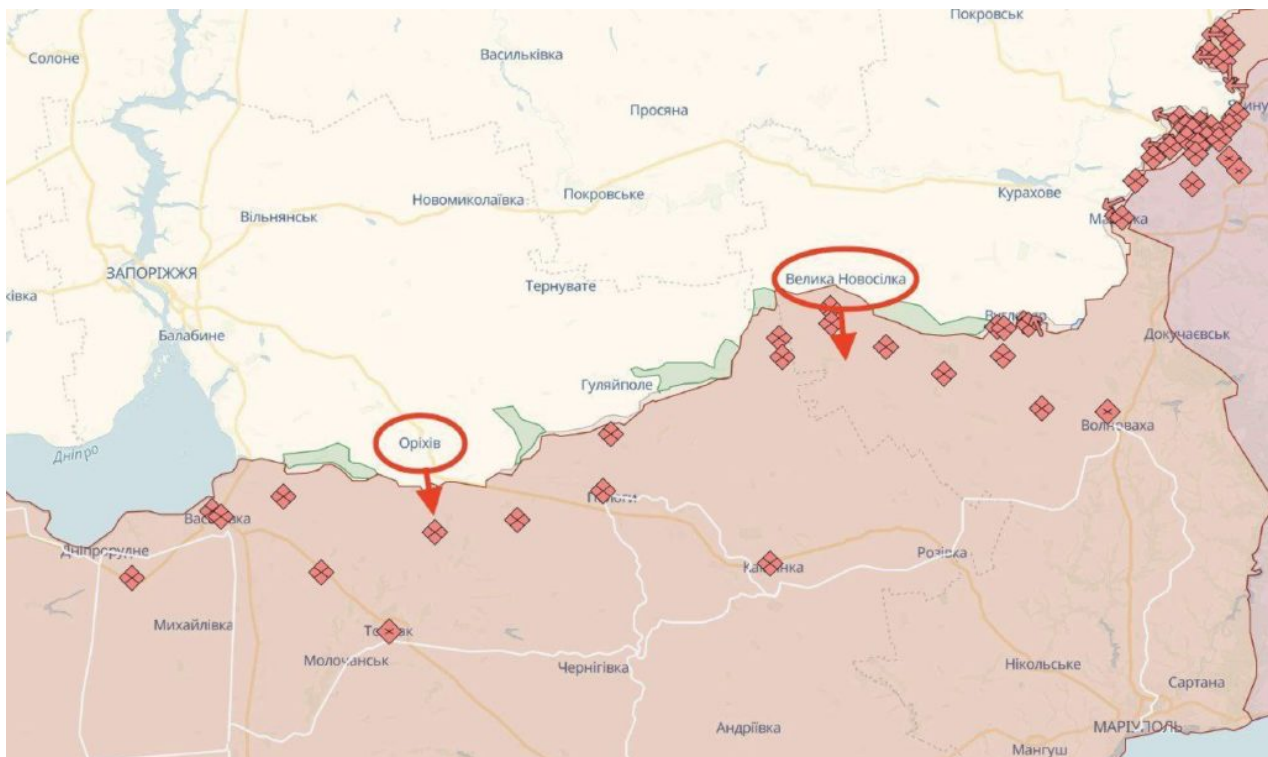 Покровськ
Солоне
Васильківка
Просяна
Курахове
Новомиколаївка
Покровське
Вільнянськ
ЗАПОРІЖЖЯ
Велика Новосілка
Тернувате
Балабине
Докучаєвськ
Гуляйполе
Волноваха
Оріхів
Дніпро
Дніпрорудне
Розівка
Михайлівка
Молочанськ
Чернігівка
Нікольське
Сартана
Андріївка
МАРІУПОЛЬ
Мангуш